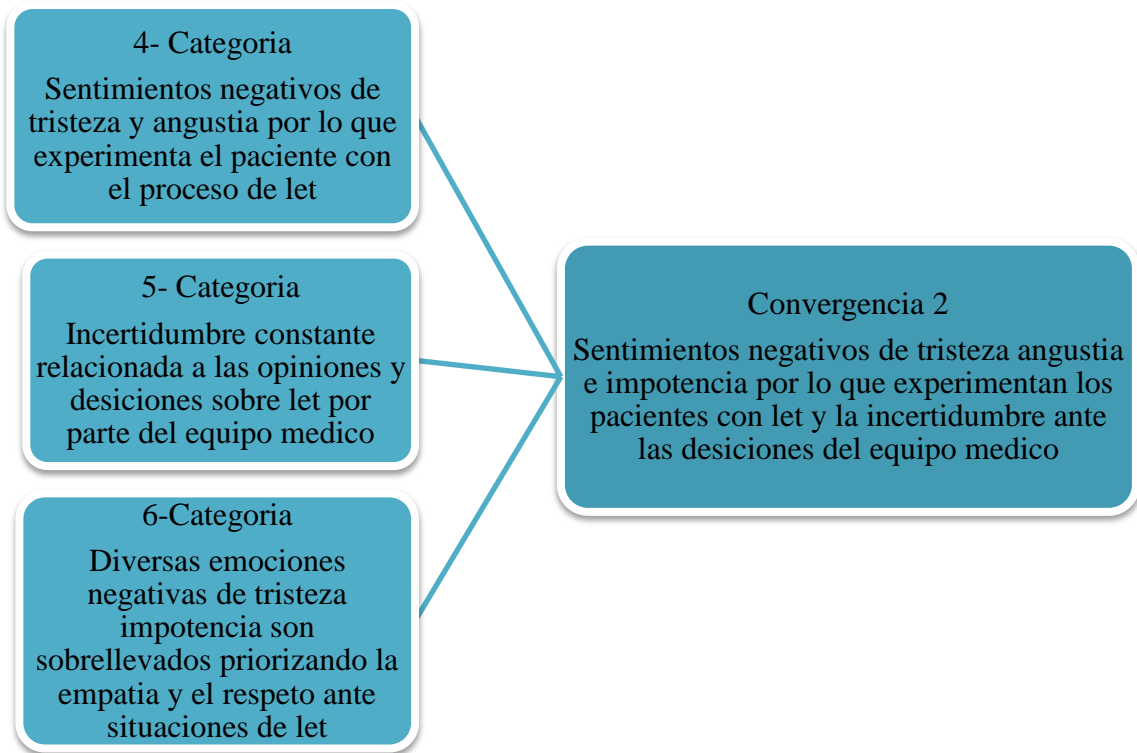 4- Categoria
Sentimientos negativos de
tristeza y angustia por lo que
experimenta el paciente con
el proceso de let
5- Categoria
Incertidumbre constante
relacionada a las opiniones y
desiciones sobre let por
parte del equipo medico
6-Categoria
Diversas emociones
negativas de tristeza
impotencia son
sobrellevados priorizando la
empatia y el respeto ante
situaciones de let
Convergencia 2
Sentimientos negativos de tristeza angustia
e impotencia por lo que experimentan los
pacientes con let y la incertidumbre ante
las desiciones del equipo medico